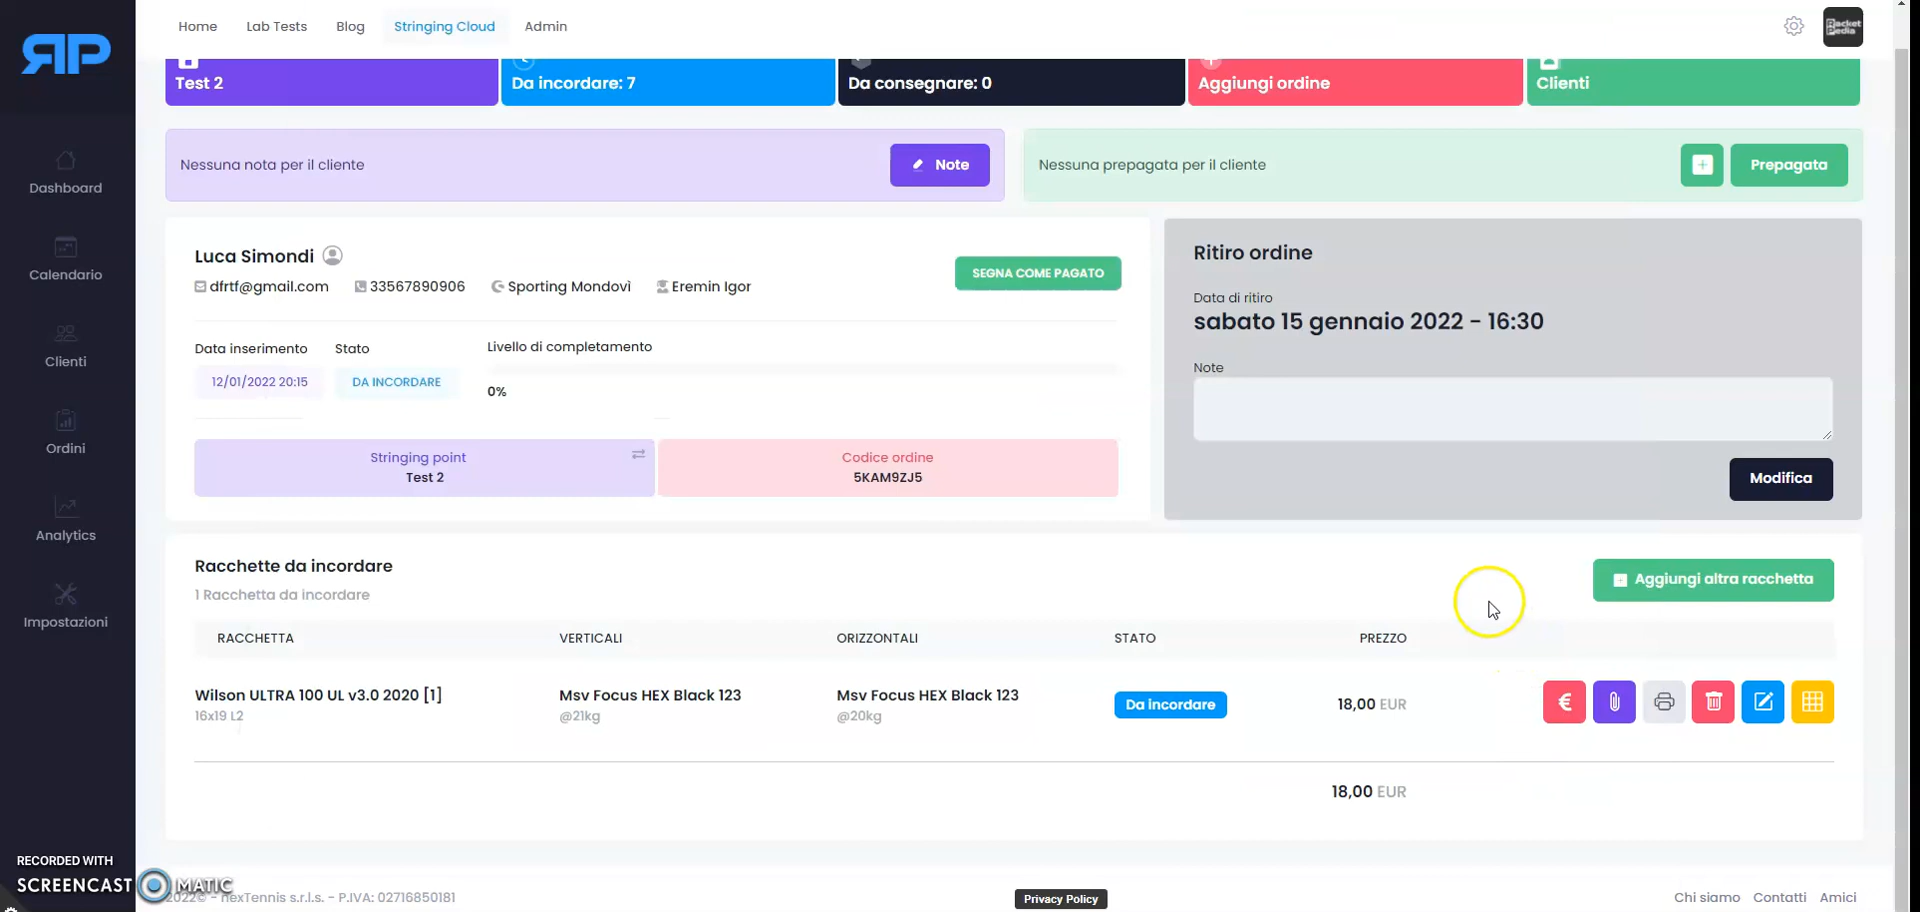 RP
Home Lab Tests Blog Stringing Cloud Admin
Racket Pedia
Test 2
Da incordare: 7
Da consegnare: 0
Aggiungi ordine
Clienti
Dashboard
Calendario
Clienti
Ordini
Analytics
Impostazioni
Nessuna nota per il cliente
Note
Nessuna prepagata per il cliente
Prepagata
Luca Simondi
SEGNA COME PAGATO
dfrtf@gmail.com 33567890906 Sporting Mondovì Eremin Igor
Data inserimento Stato Livello di completamento
12/01/2022 20:15 DA INCORDARE 0%
Stringing point
Test 2
Codice ordine
5KAM9ZJ5
Ritiro ordine
Data di ritiro
sabato 15 gennaio 2022 - 16:30
Note
Modifica
Racchette da incordare
1 Racchetta da incordare
Aggiungi altra racchetta
RACCHETTA VERTICALI ORIZZONTALI STATO PREZZO
Wilson ULTRA 100 UL v3.0 2020 [1] Msv Focus HEX Black 123 Msv Focus HEX Black 123 Da incordare 18,00 EUR €
16x19 L2 @21kg @20kg
18,00 EUR
RECORDED WITH
SCREENCAST MATIC
2022© - nexTennis s.r.l.s. - P.IVA: 02716850181
Privacy Policy
Chi siamo Contatti Amici